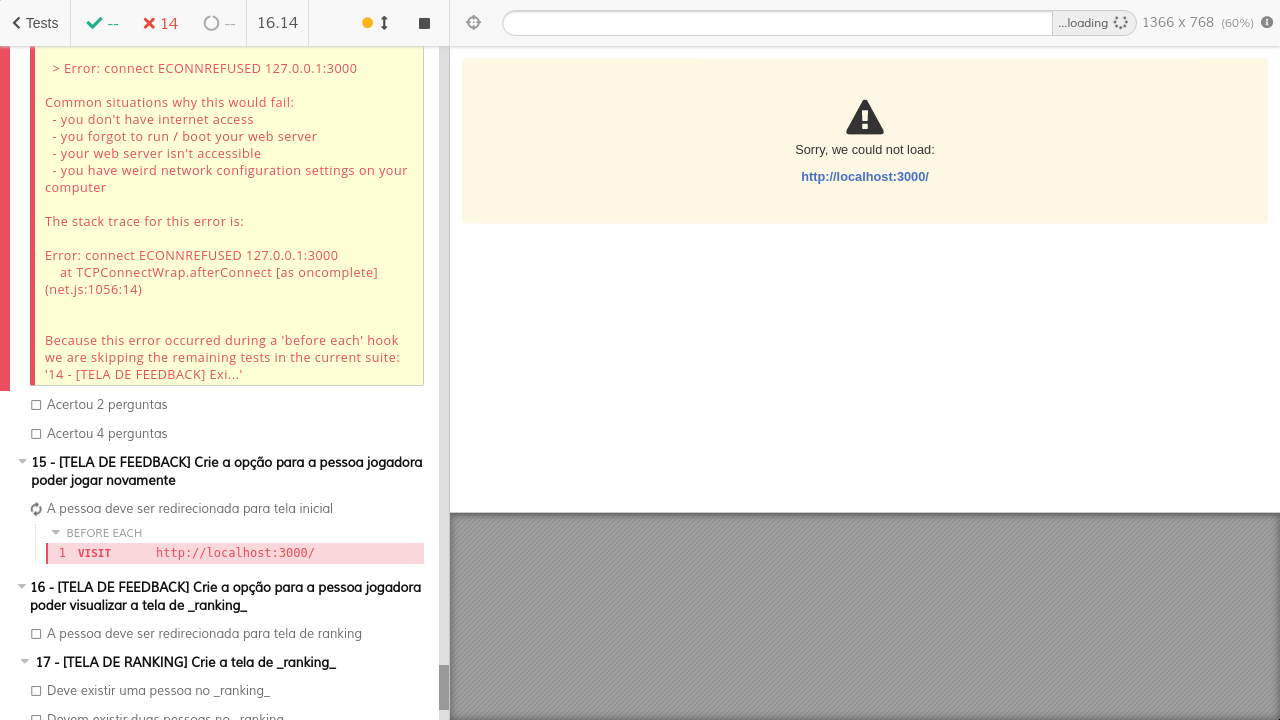 Tests -- 14 -- 16.14
...loading 1366 x 768 (60%)
> Error: connect ECONNREFUSED 127.0.0.1:3000
Common situations why this would fail:
- you don't have internet access
- you forgot to run / boot your web server
- your web server isn't accessible
- you have weird network configuration settings on your
computer
The stack trace for this error is:
Error: connect ECONNREFUSED 127.0.0.1:3000
at TCPConnectWrap.afterConnect [as oncomplete]
(net.js:1056:14)
Because this error occurred during a 'before each' hook
we are skipping the remaining tests in the current suite:
'14 - [TELA DE FEEDBACK] Exi...'
Acertou 2 perguntas
Acertou 4 perguntas
15 - [TELA DE FEEDBACK] Crie a opção para a pessoa jogadora
poder jogar novamente
A pessoa deve ser redirecionada para tela inicial
BEFORE EACH
1 VISIT http://localhost:3000/
16 - [TELA DE FEEDBACK] Crie a opção para a pessoa jogadora
poder visualizar a tela de _ranking_
A pessoa deve ser redirecionada para tela de ranking
17 - [TELA DE RANKING] Crie a tela de _ranking_
Deve existir uma pessoa no _ranking_
Devem existir duas pessoas no _ranking_
Sorry, we could not load:
http://localhost:3000/